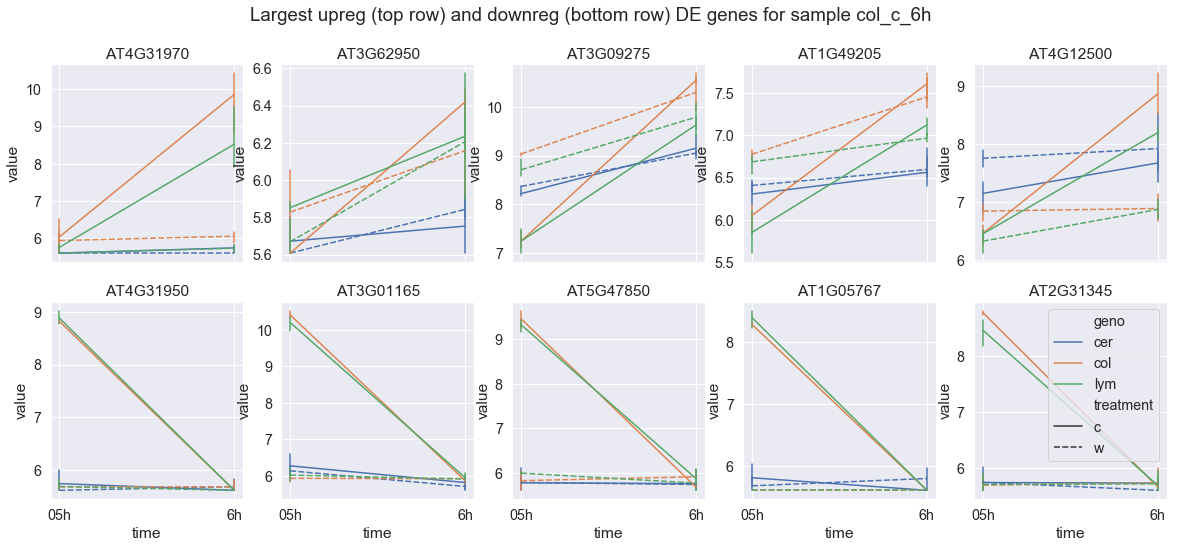 Largest upreg (top row) and downreg (bottom row) DE genes for sample col_c_6h
AT4G31970
AT3G62950
AT3G09275
AT1G49205
AT4G12500
value
10
9
8
7
6
value
6.6
6.4
6.2
6.0
5.8
5.6
value
10
9
8
7
value
7.5
7.0
6.5
6.0
5.5
value
9
8
7
6
AT4G31950
AT3G01165
AT5G47850
AT1G05767
AT2G31345
value
9
8
7
6
value
10
9
8
7
6
value
9
8
7
6
value
8
7
6
value
8
7
6
geno
cer
col
lym
treatment
c
w
05h
6h
05h
6h
05h
6h
05h
6h
05h
6h
time
time
time
time
time